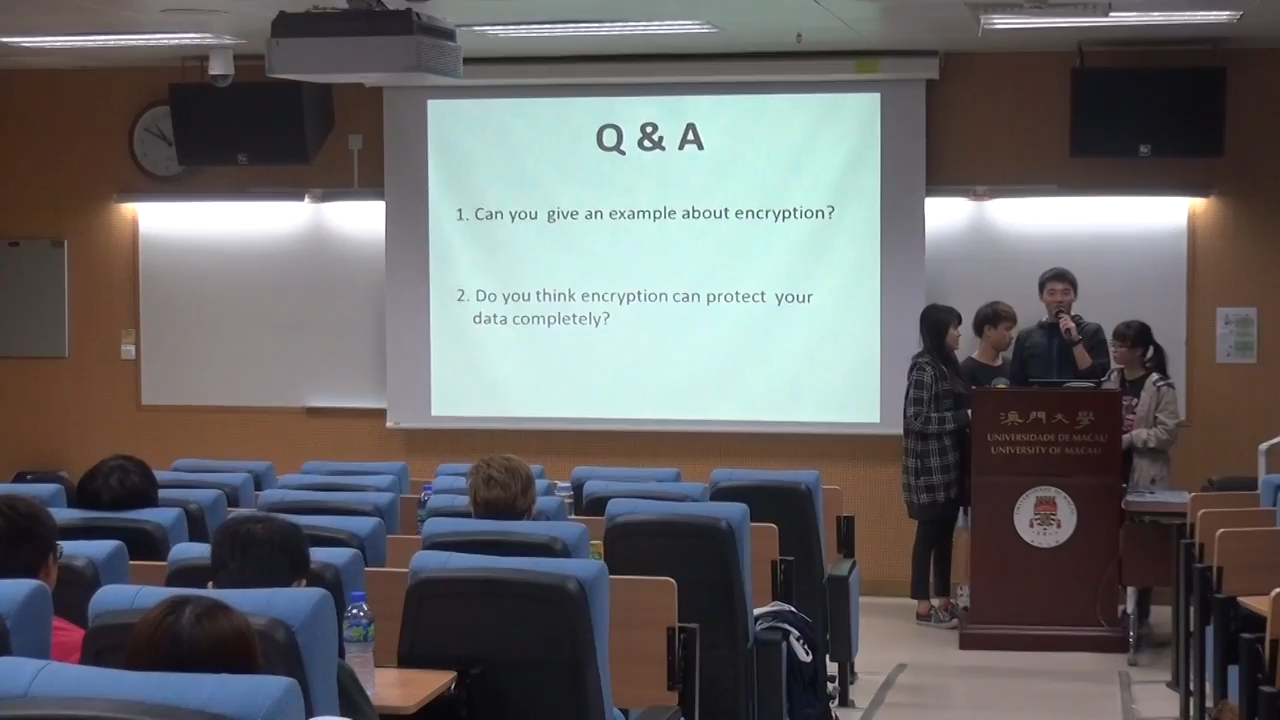 Q & A
1. Can you give an example about encryption?
2. Do you think encryption can protect your
data completely?
澳門大學
UNIVERSIDADE DE MACAU
UNIVERSITY OF MACAU